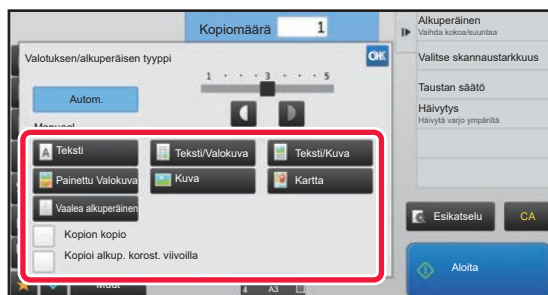 Kopiomäärä 1
Alkuperäinen
Vaihda kokoa/suuntaa
Valotuksen/alkuperäisen tyyppi
OK
Valitse skannaustarkkuus
1 3 5
Taustan säätö
Autom.
Häivytys
Häivytä varjo ympäriltä
Manuaal.
A Teksti
Teksti/Valokuva
Teksti/Kuva
Painettu Valokuva
Kuva
Kartta
Vaalea alkuperäinen
Esikatselu
CA
Kopion kopio
Kopioi alkup. korost. viivoilla
Aloita
Muut
4 A3